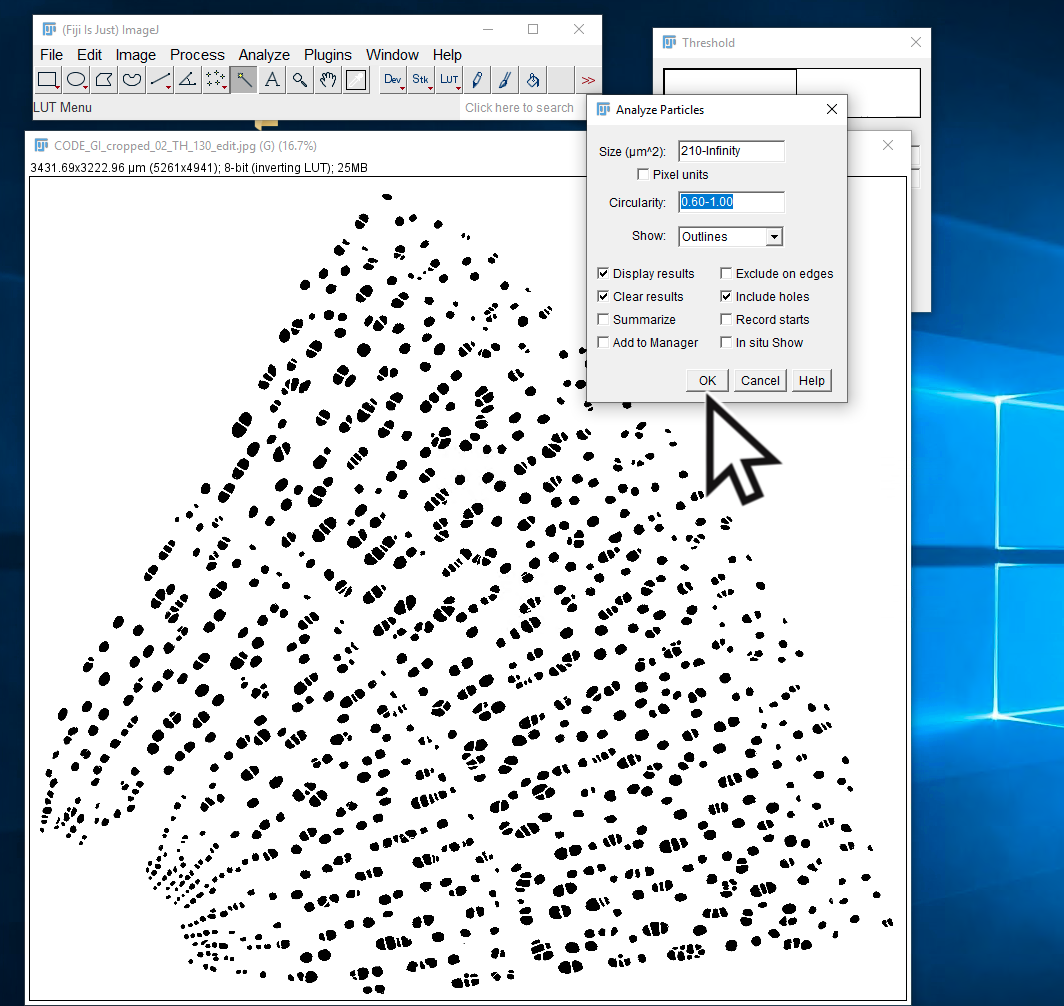 (Fiji Is Just) ImageJ
File Edit Image Process Analyze Plugins Window Help
A Dev Stk LUT >>
LUT Menu
Click here to search
Threshold
CODE_GI_cropped_02_TH_130_edit.jpg (G) (16.7%)
3431.69x3222.96 µm (5261x4941); 8-bit (inverting LUT); 25MB
Analyze Particles
Size (µm^2): 210-Infinity
Pixel units
Circularity: 0.60-1.00
Show: Outlines
Display results Exclude on edges
Clear results Include holes
Summarize Record starts
Add to Manager In situ Show
OK Cancel Help